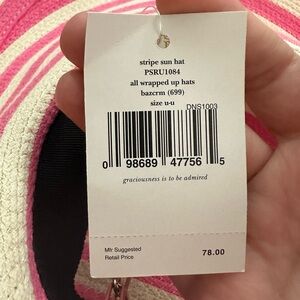 stripe sun hat
PSRU1084
all wrapped up hats
bazcrm (699)
size u-u
DNS1003
0 98689 47756 5
graciousness is to be admired
Mfr Suggested
Retail Price
78.00